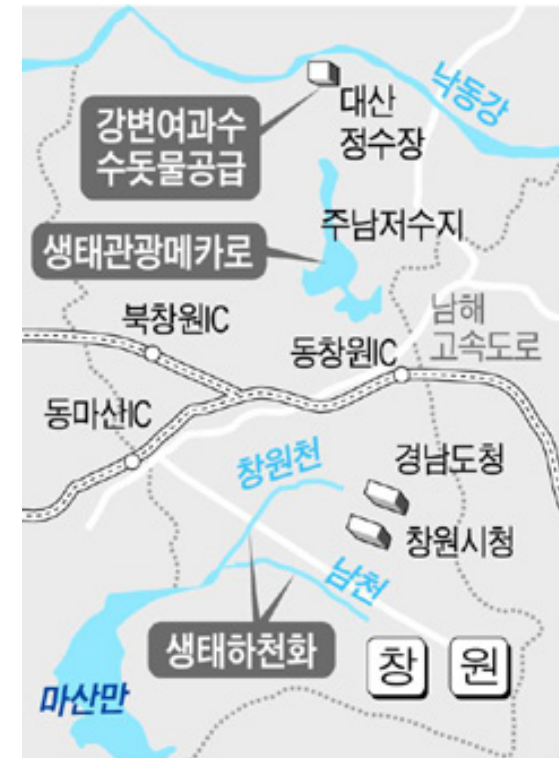 낙동강
대산
정수장
강변여과수
수돗물공급
주남저수지
생태관광메카로
남해
고속도로
북창원IC
동창원IC
동마산IC
창원천
경남도청
창원시청
남천
생태하천화
창 원
마산만